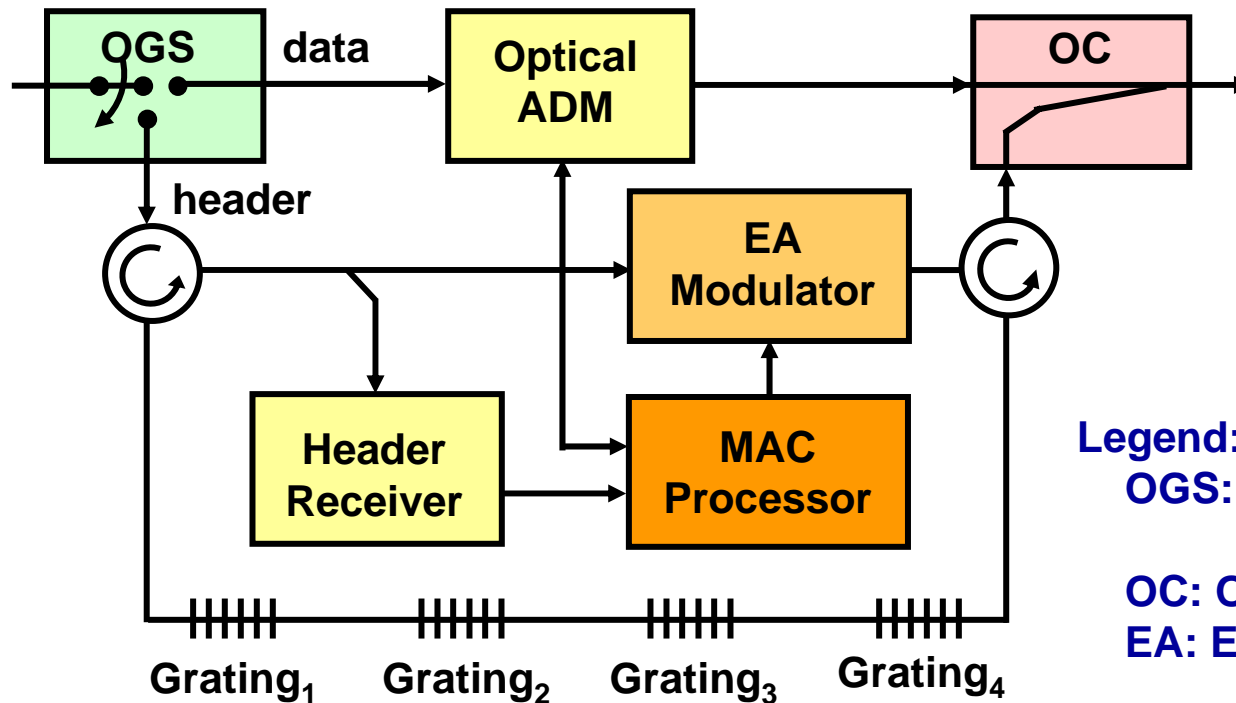 OGS
data
Optical
ADM
OC
header
EA
Modulator
Header
Receiver
MAC
Processor
Legend:
OGS:
OC:
EA:
Grating₁
Grating₂
Grating₃
Grating₄